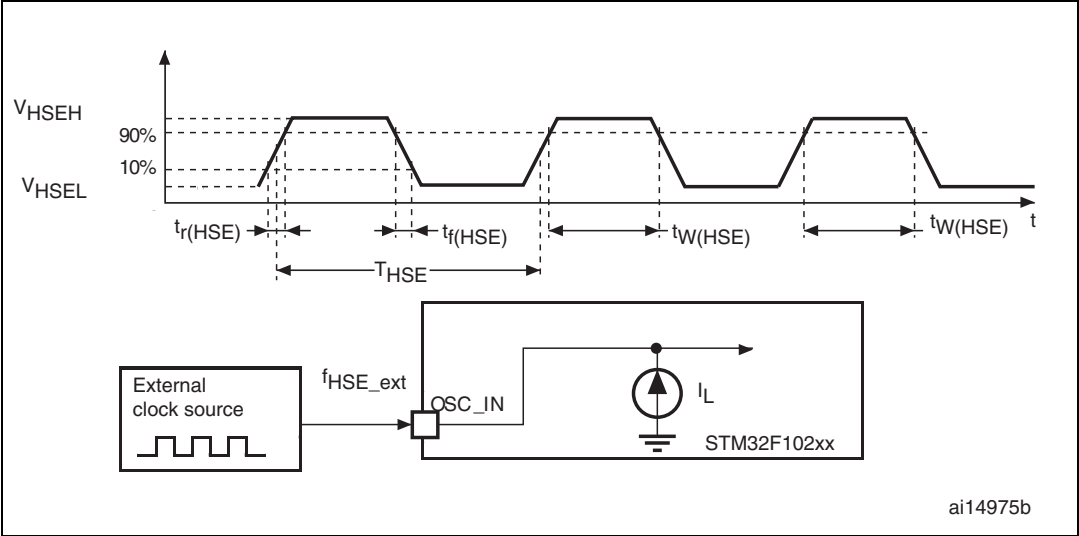 VHSEH
90%
10%
VHSEL
tr(HSE)
tf(HSE)
tW(HSE)
tW(HSE)
t
THSE
External
clock source
fHSE_ext
OSC_IN
IL
STM32F102xx
ai14975b